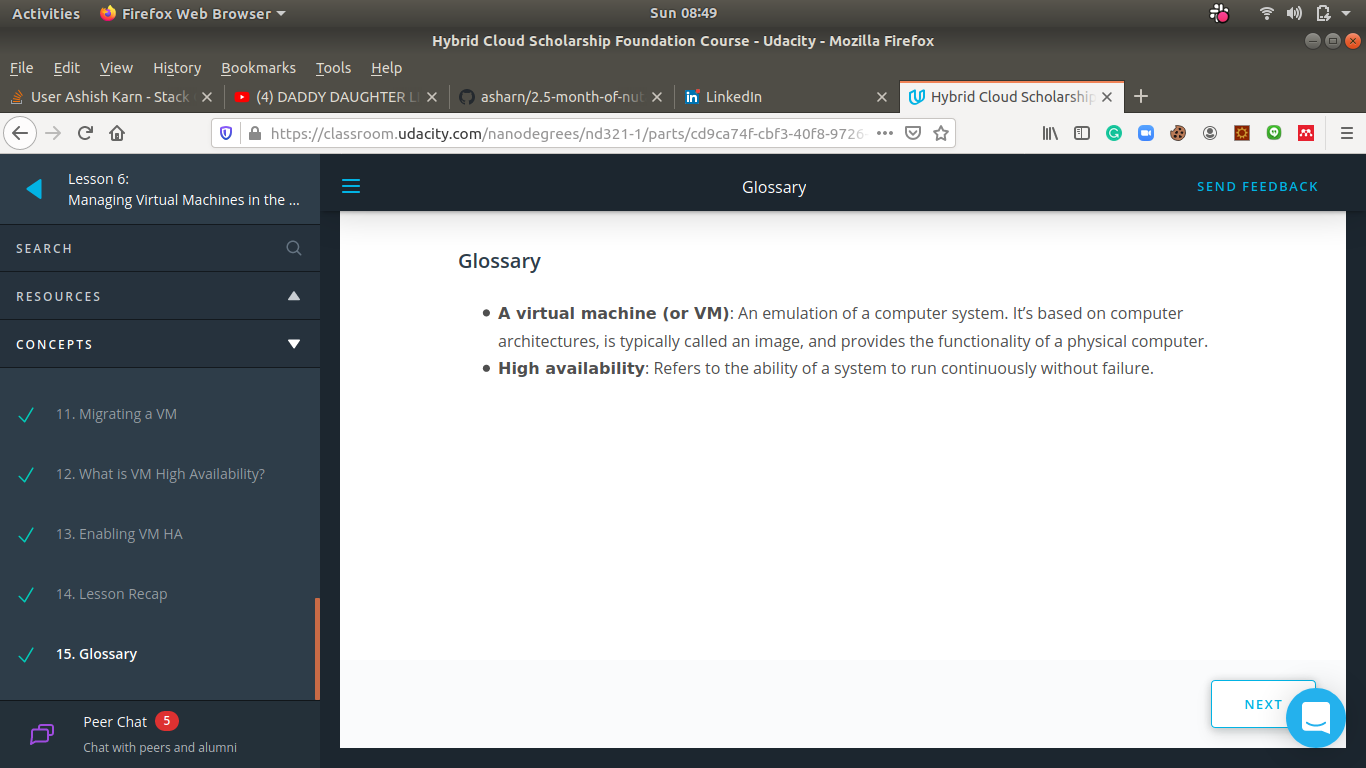 Activities Firefox Web Browser Sun 08:49
Hybrid Cloud Scholarship Foundation Course - Udacity - Mozilla Firefox
File Edit View History Bookmarks Tools Help
User Ashish Karn - Stack (4) DADDY DAUGHTER L asharn/2.5-month-of-nut LinkedIn Hybrid Cloud Scholarship
https://classroom.udacity.com/nanodegrees/nd321-1/parts/cd9ca74f-cbf3-40f8-9726-
Lesson 6:
Managing Virtual Machines in the ...
Glossary
SEND FEEDBACK
SEARCH
RESOURCES
CONCEPTS
11. Migrating a VM
12. What is VM High Availability?
13. Enabling VM HA
14. Lesson Recap
15. Glossary
Peer Chat 5
Chat with peers and alumni
Glossary
• A virtual machine (or VM): An emulation of a computer system. It’s based on computer
architectures, is typically called an image, and provides the functionality of a physical computer.
• High availability: Refers to the ability of a system to run continuously without failure.
NEXT